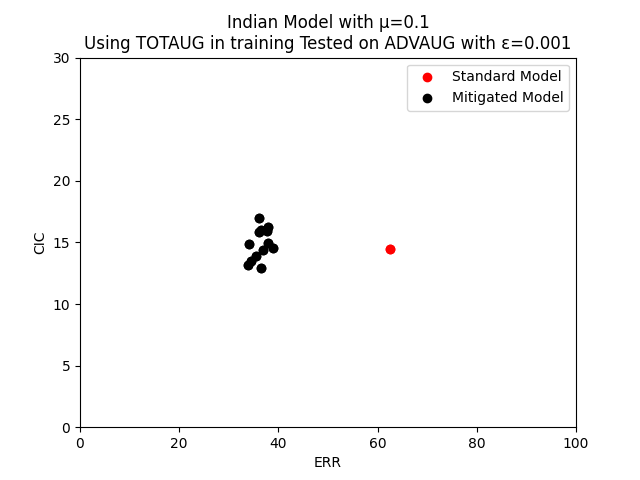 Indian Model with μ=0.1
Using TOTAUG in training Tested on ADVAUG with ε=0.001
Standard Model
Mitigated Model
30
25
20
15
10
5
0
CIC
0 20 40 60 80 100
ERR